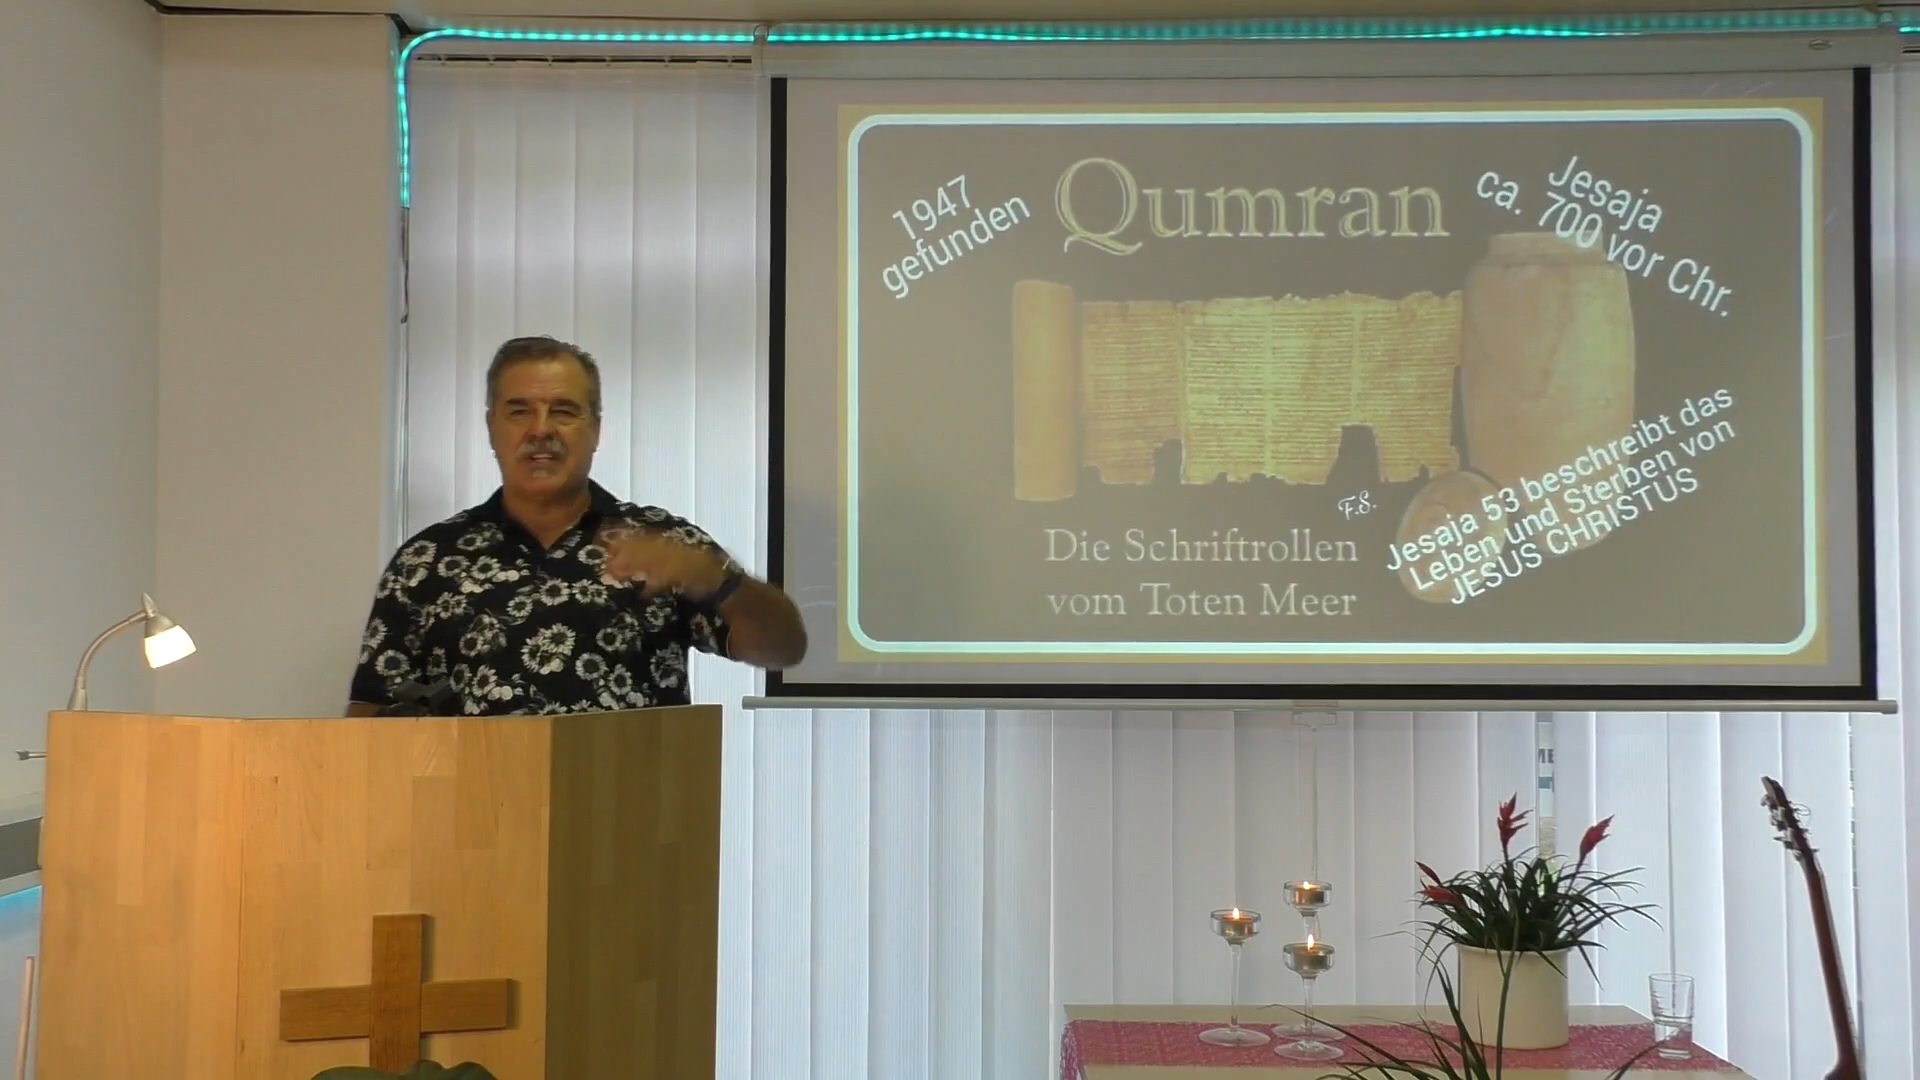 1947
gefunden
Qumran
Jesaja
ca. 700 vor Chr.
F.S.
Die Schriftrollen
vom Toten Meer
Jesaja 53 beschreibt das
Leben und Sterben von
JESUS CHRISTUS